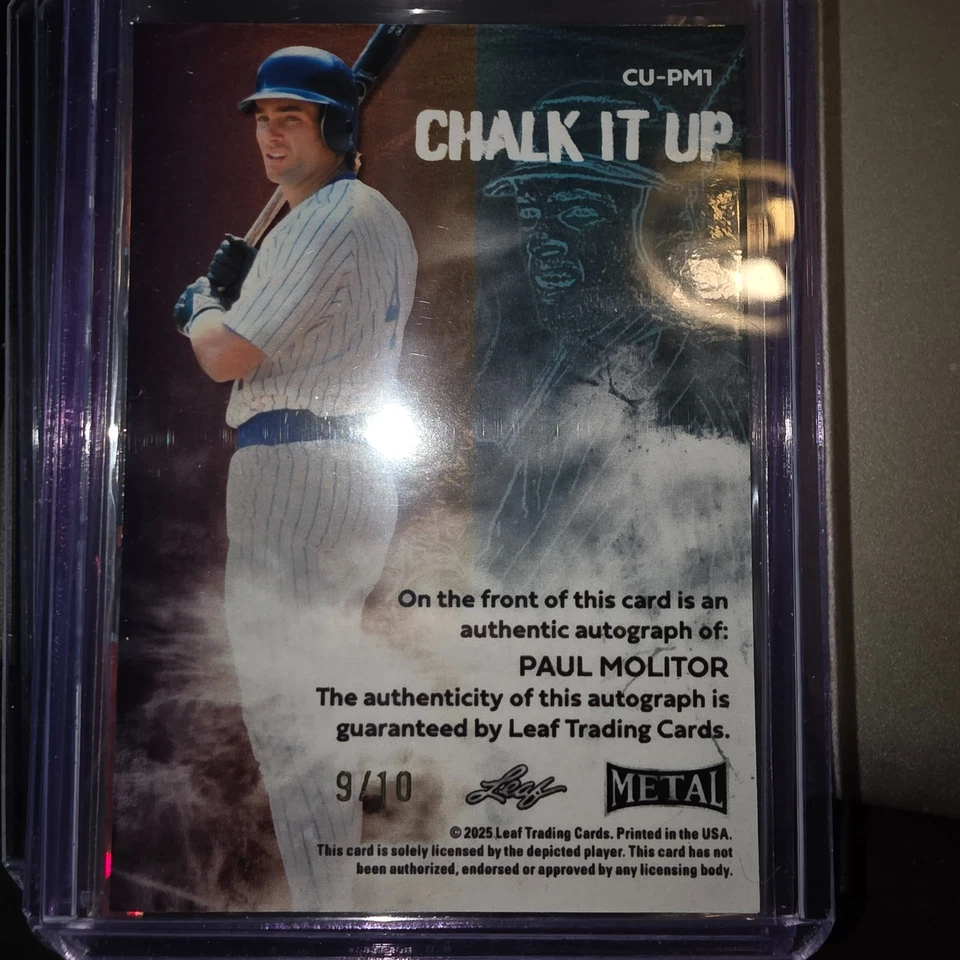 CU-PM1
CHALK IT UP
On the front of this card is an
authentic autograph of:
PAUL MOLITOR
The authenticity of this autograph is
guaranteed by Leaf Trading Cards.
9/10
Leaf
METAL
© 2025 Leaf Trading Cards. Printed in the USA.
This card is solely licensed by the depicted player. This card has not
been authorized, endorsed or approved by any licensing body.